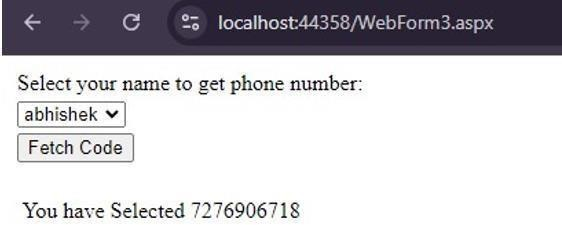 localhost:44358/WebForm3.aspx
Select your name to get phone number:
abhishek
Fetch Code
You have Selected 7276906718